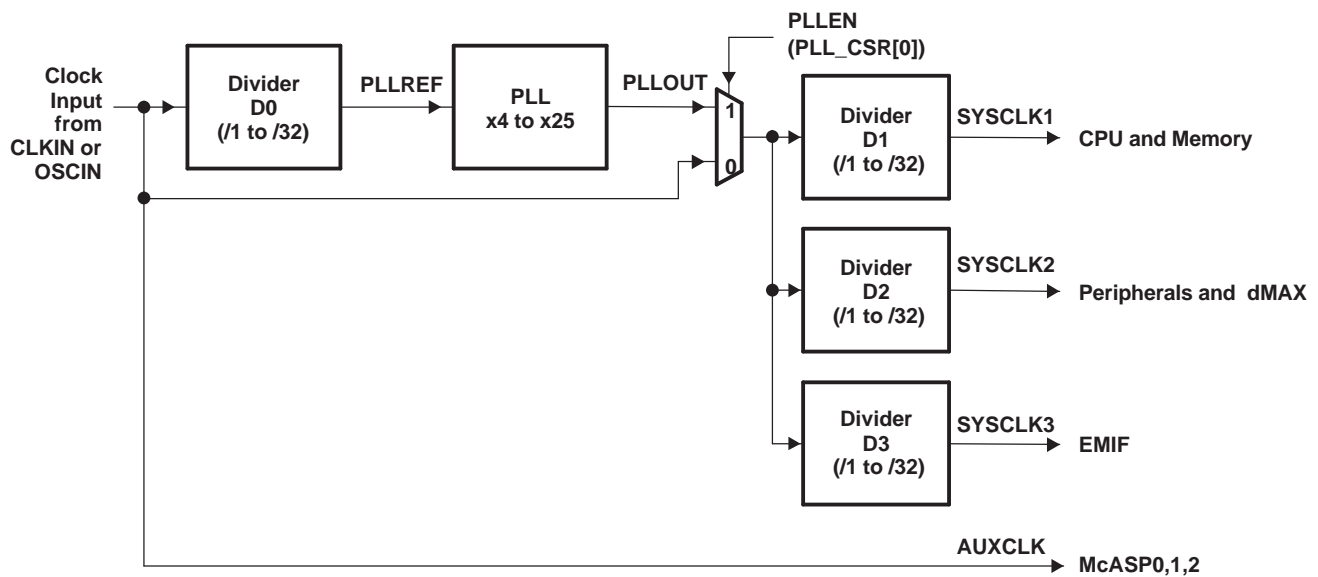 PLLEN
(PLL_CSR[0])
Clock
Input
from
CLKIN or
OSCIN
Divider
D0
(/1 to /32)
PLLREF
PLL
x4 to x25
PLLOUT
1
0
Divider
D1
(/1 to /32)
SYSCLK1
CPU and Memory
Divider
D2
(/1 to /32)
SYSCLK2
Peripherals and dMAX
Divider
D3
(/1 to /32)
SYSCLK3
EMIF
AUXCLK
McASP0,1,2